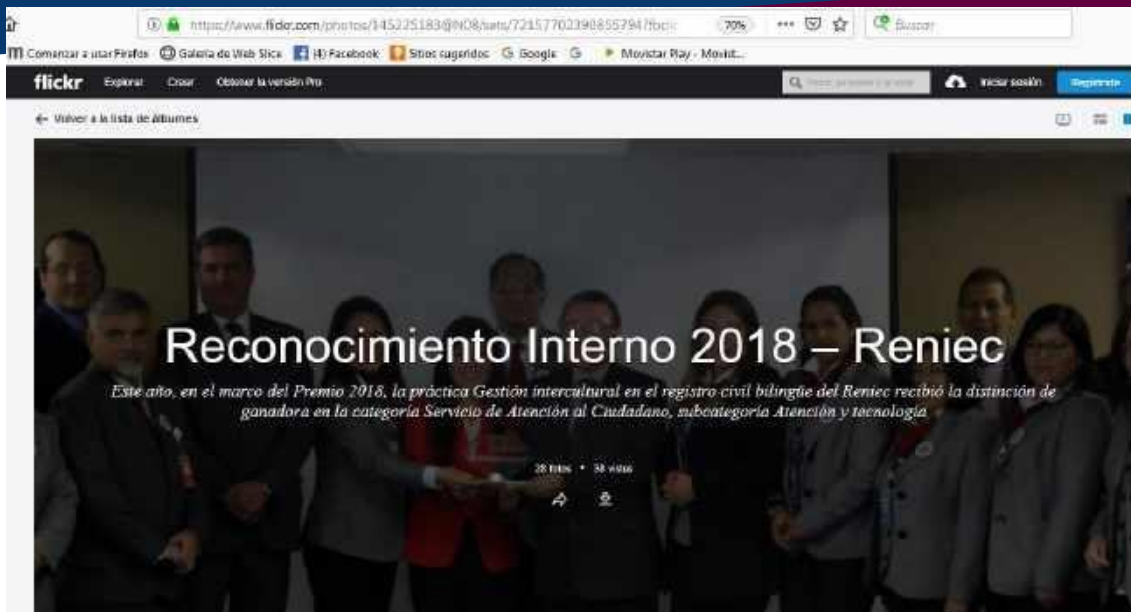 https://www.flickr.com/photos/145225183@N08/sets/72157702390855794/?fbcli 70% Buscar
Comenzar a usar Firefox Galería de Web Slice (4) Facebook Sitios sugeridos Google G Movistar Play - Movist...
flickr Explorar Crear Obtener la versión Pro Iniciar sesión Regístrate
Volver a la lista de álbumes
Reconocimiento Interno 2018 – Reniec
Este año, en el marco del Premio 2018, la práctica Gestión intercultural en el registro civil bilingüe del Reniec recibió la distinción de
ganadora en la categoría Servicio de Atención al Ciudadano, subcategoría Atención y tecnología
28 fotos • 38 vistas